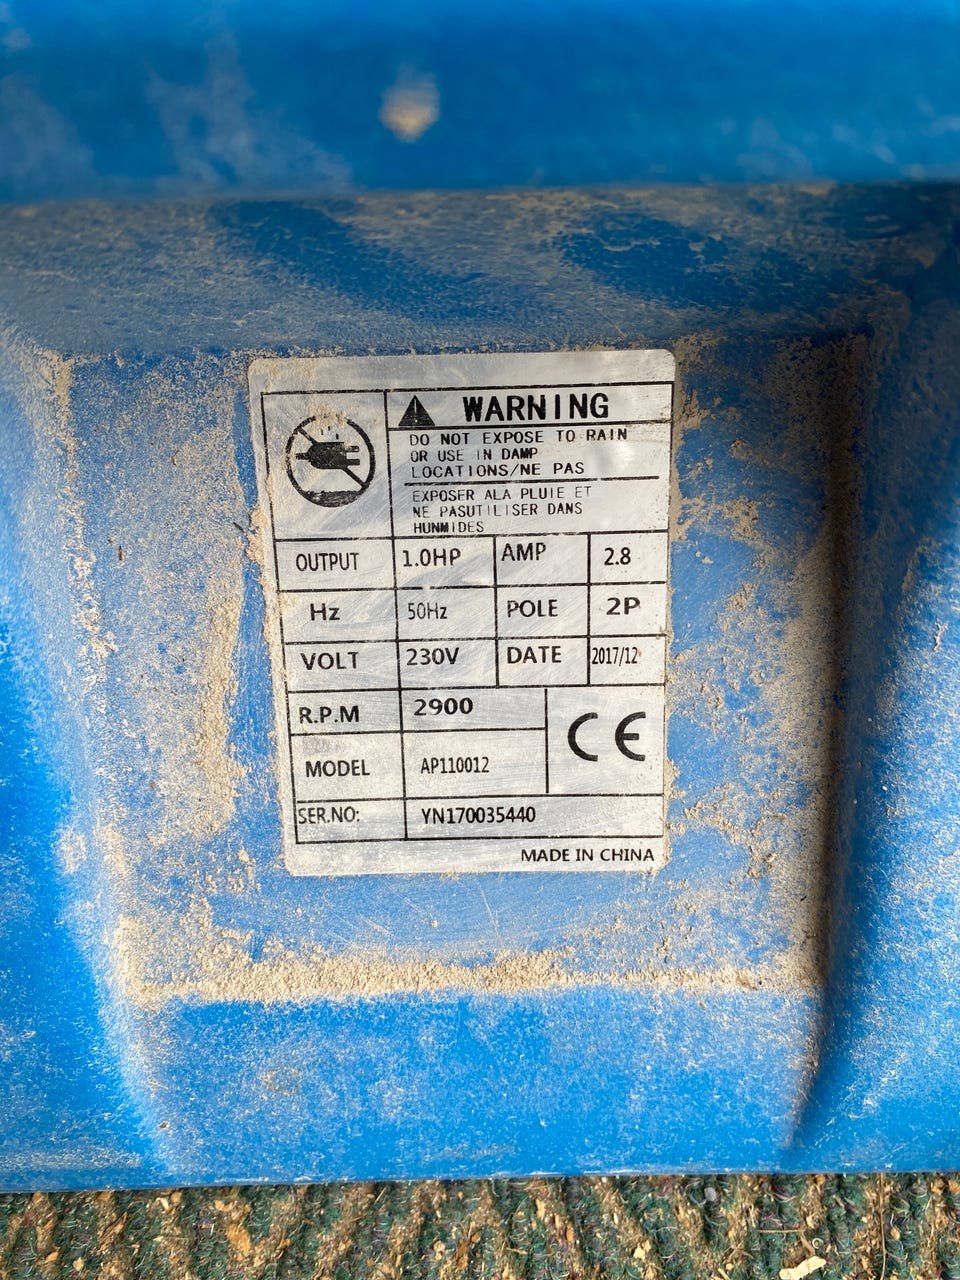 WARNING
DO NOT EXPOSE TO RAIN
OR USE IN DAMP
LOCATIONS/NE PAS
EXPOSER ALA PLUIE ET
NE PASUTILISER DANS
HUNMIDES
OUTPUT 1.0HP AMP 2.8
Hz 50Hz POLE 2P
VOLT 230V DATE 2017/12
R.P.M 2900
CE
MODEL AP110012
SER.NO: YN170035440
MADE IN CHINA